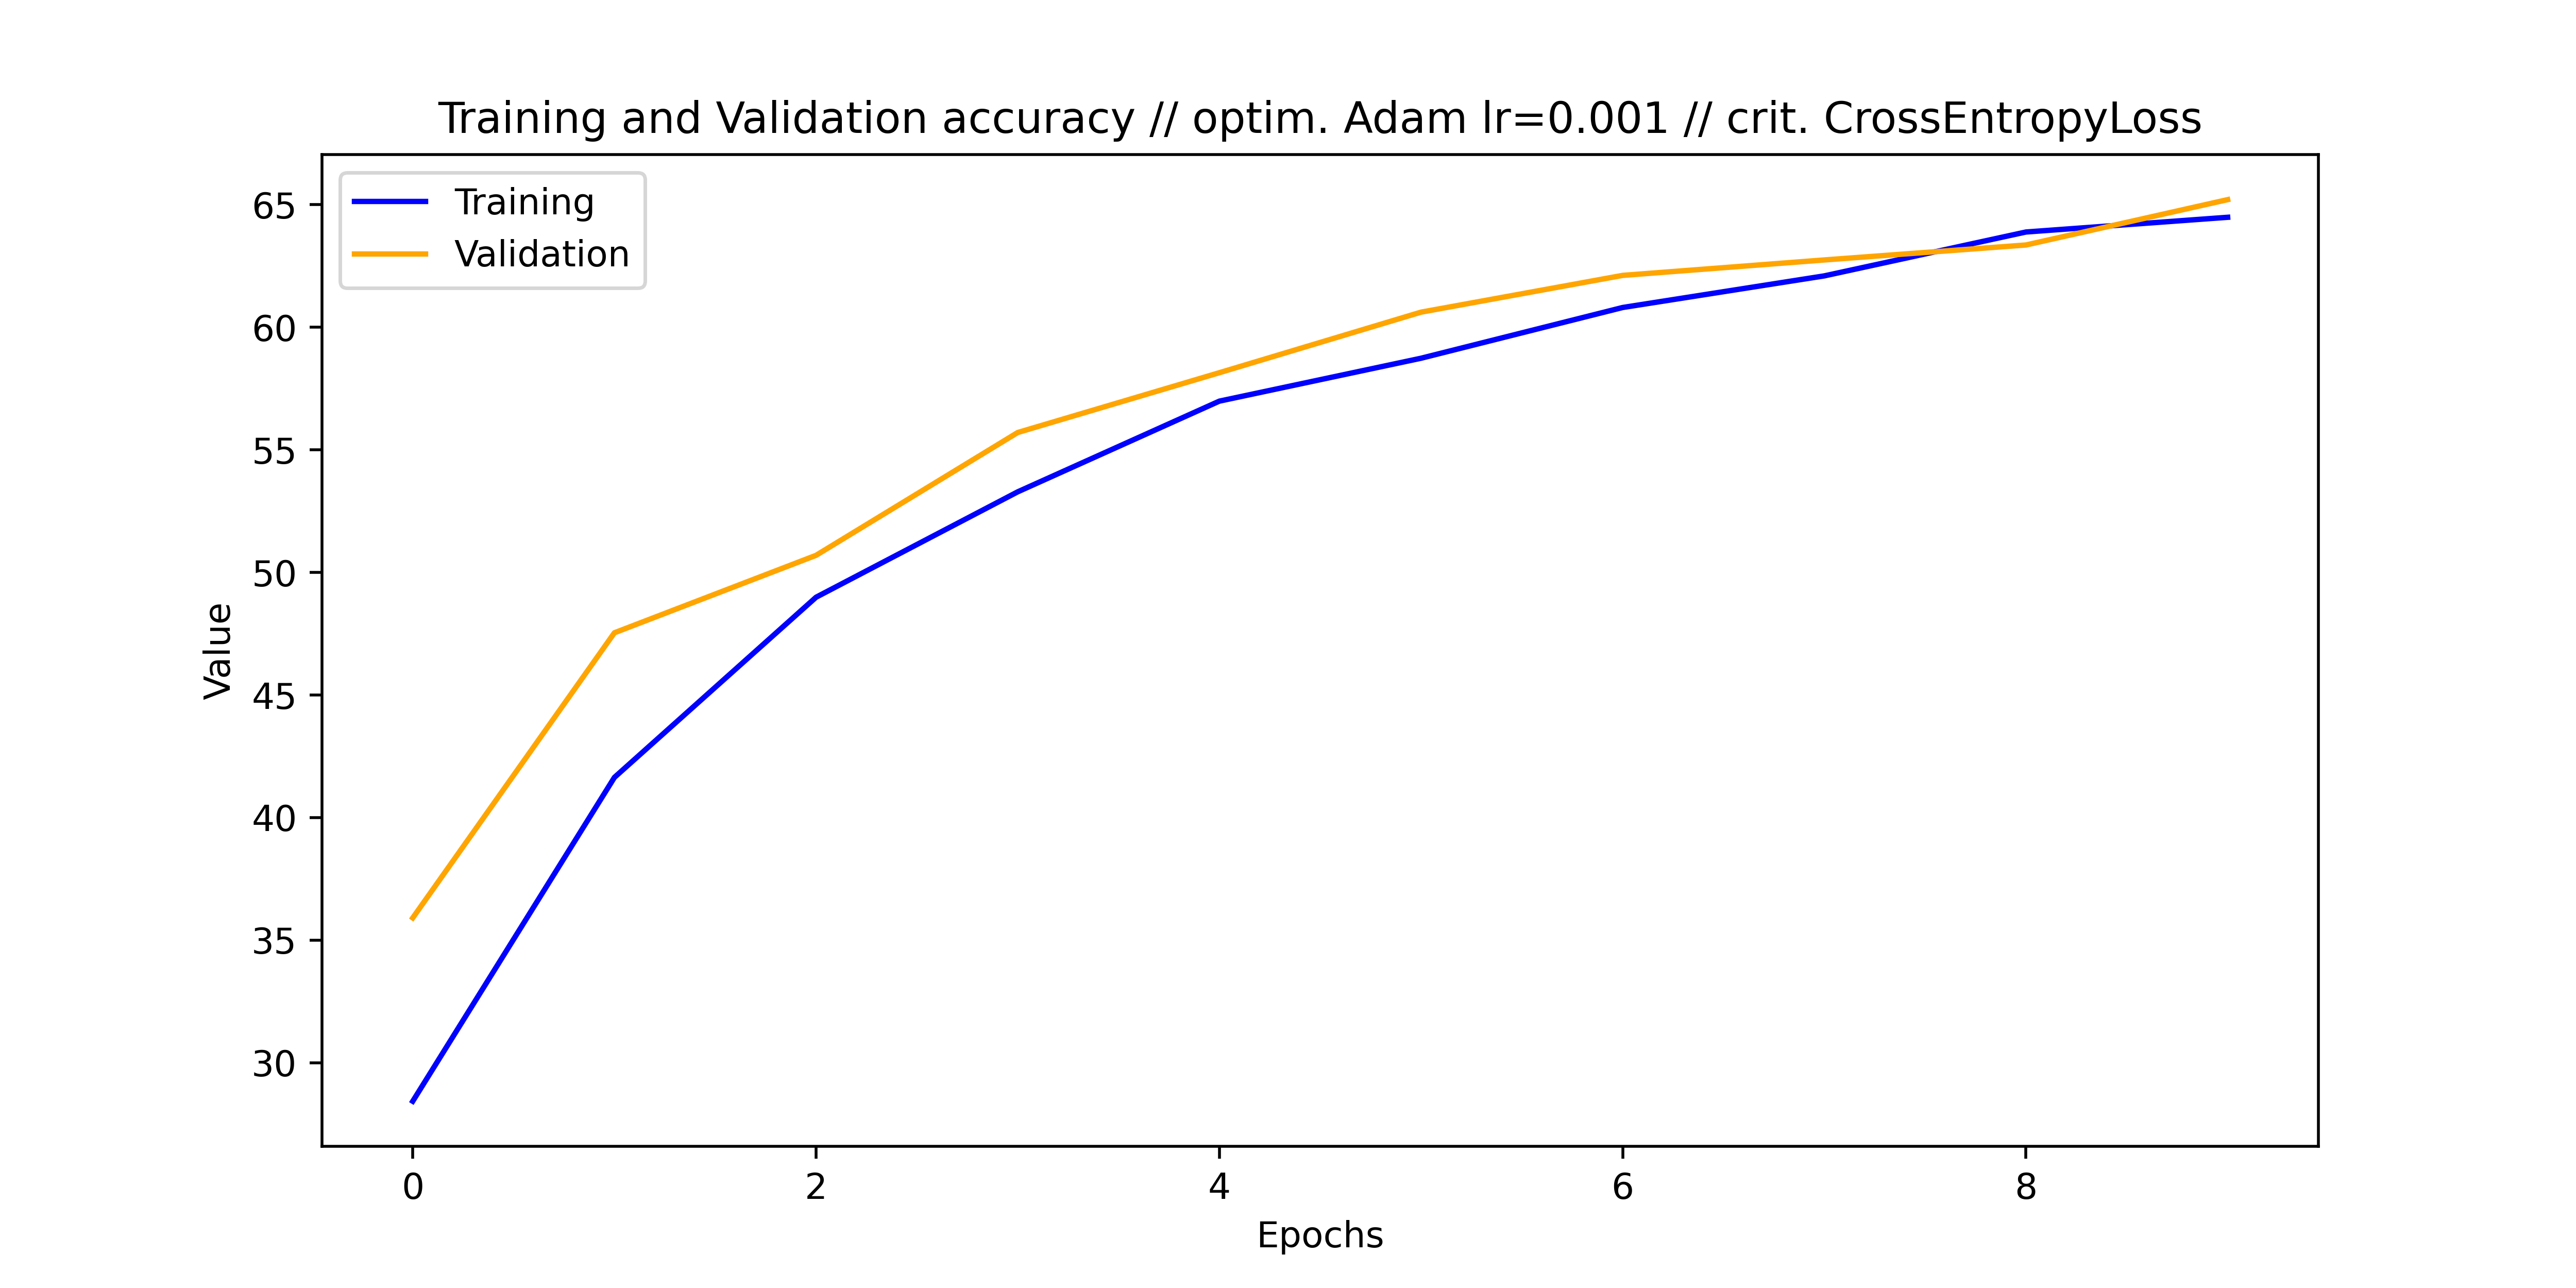 Training and Validation accuracy // optim. Adam lr=0.001 // crit. CrossEntropyLoss
Training
Validation
65
60
55
50
45
40
35
30
Value
0 2 4 6 8
Epochs